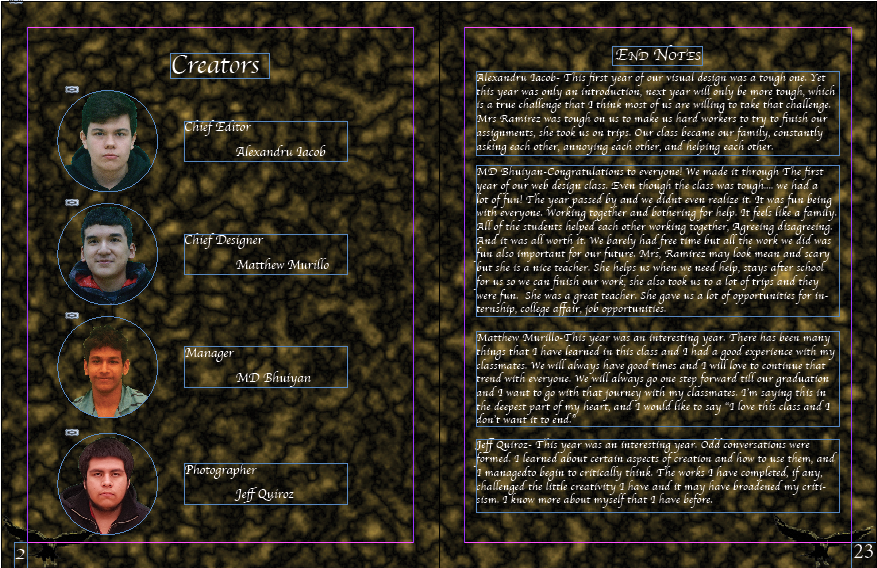 Creators
Chief Editor
Alexandru Iacob
Chief Designer
Matthew Murillo
Manager
MD Bhuiyan
Photographer
Jeff Quiroz
2
End Notes
Alexandru Iacob- This first year of our visual design was a tough one. Yet
this year was only an introduction, next year will only be more tough, which
is a true challenge that I think most of us are willing to take that challenge.
Mrs Ramirez was tough on us to make us hard workers to try to finish our
assignments, she took us on trips. Our class became our family, constantly
asking each other, annoying each other, and helping each other.
MD Bhuiyan-Congratulations to everyone! We made it through The first
year of our web design class. Even though the class was tough.... we had a
lot of fun! The year passed by and we didnt even realize it. It was fun being
with everyone. Working together and bothering for help. It feels like a family.
All of the students helped each other working together, Agreeing disagreeing.
And it was all worth it. We barely had free time but all the work we did was
fun also important for our future. Mrs, Ramirez may look mean and scary
but she is a nice teacher. She helps us when we need help, stays after school
for us so we can finish our work, she also took us to a lot of trips and they
were fun. She was a great teacher. She gave us a lot of opportunities for in-
ternship, college affair, job opportunities.
Matthew Murillo-This year was an interesting year. There has been many
things that I have learned in this class and I had a good experience with my
classmates. We will always have good times and I will love to continue that
trend with everyone. We will always go one step forward till our graduation
and I want to go with that journey with my classmates. I'm saying this in
the deepest part of my heart, and I would like to say "I love this class and I
don't want it to end."
Jeff Quiroz- This year was an interesting year. Odd conversations were
formed. I learned about certain aspects of creation and how to use them, and
I managedto begin to critically think. The works I have completed, if any,
challenged the little creativity I have and it may have broadened my criti-
sism. I know more about myself that I have before.
23